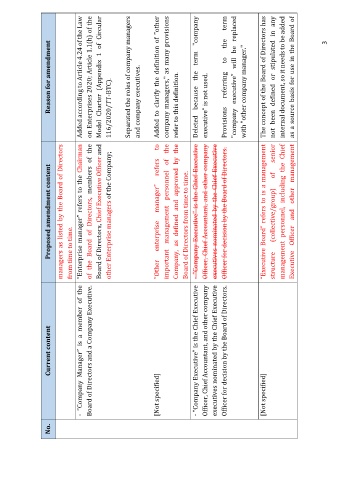 No.
Current content
Proposed amendment content
Reason for amendment
managers as listed by the Board of Directors
from time to time.
- "Company Manager" is a member of the
Board of Directors and a Company Executive.
"Enterprise manager" refers to the Chairman
of the Board of Directors, members of the
Board of Directors, Chief Executive Officer and
other Enterprise managers of the Company;
Added according to Article 4.24 of the Law
on Enterprises 2020; Article 1.1(h) of the
Model Charter (Appendix 1 of Circular
116/2020/TT-BTC).
Separated the roles of company managers
and company executives.
[Not specified]
"Other enterprise manager" refers to
important management personnel of the
Company, as defined and approved by the
Board of Directors from time to time.
Added to clarify the definition of "other
company managers," as many provisions
refer to this definition.
- "Company Executive" is the Chief Executive
Officer, Chief Accountant, and other company
executives nominated by the Chief Executive
Officer for decision by the Board of Directors.
- "Company Executive" is the Chief Executive
Officer, Chief Accountant, and other company
executives nominated by the Chief Executive
Officer for decision by the Board of Directors.
Deleted because the term "company
executive" is not used.
Provisions referring to the term
"company executive" will be replaced
with "other company manager."
[Not specified]
"Executive Board" refers to is a management
structure (collective/group) of senior
management personnel, including the Chief
Executive Officer and other management
The concept of the Board of Directors has
not been defined or stipulated in any
internal document, so it needs to be added
as a source basis for use in the Board of
3